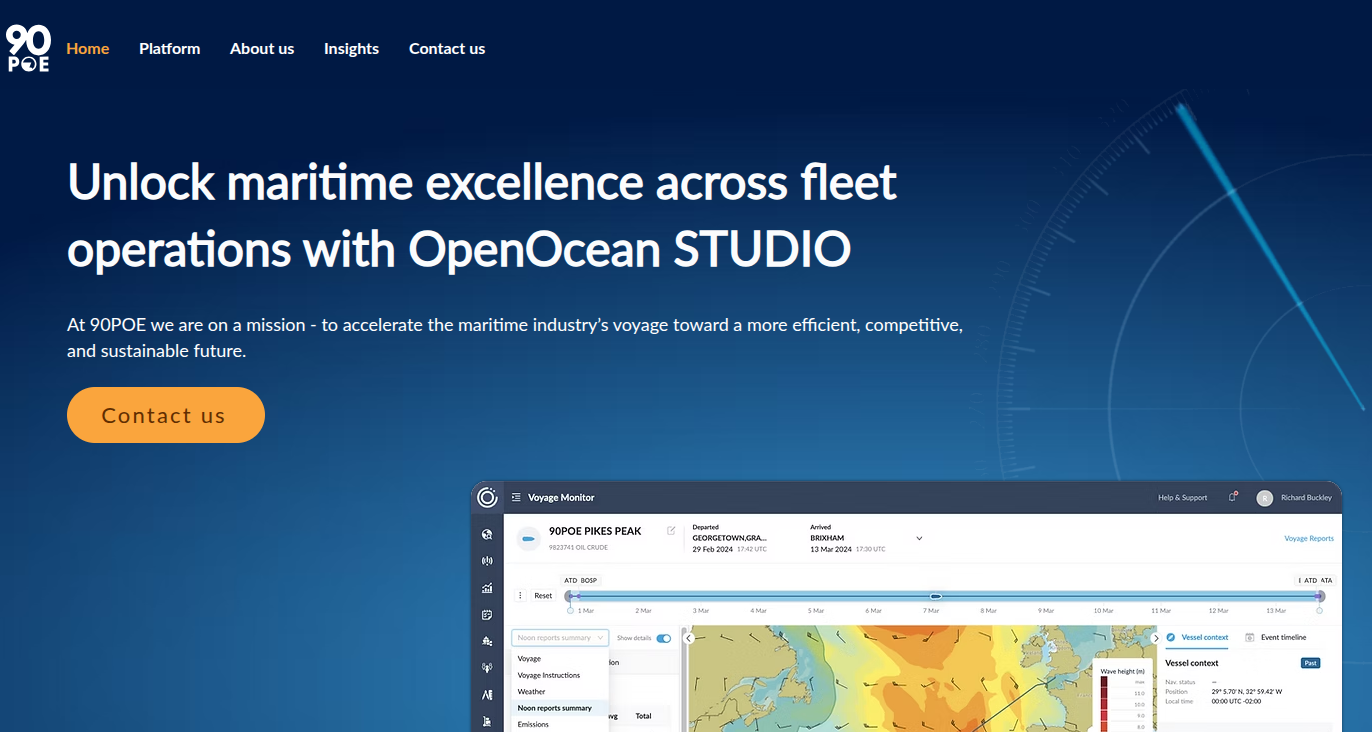 90
POE
Home Platform About us Insights Contact us
Unlock maritime excellence across fleet
operations with OpenOcean STUDIO
At 90POE we are on a mission - to accelerate the maritime industry's voyage toward a more efficient, competitive,
and sustainable future.
Contact us
Voyage Monitor Help & Support R Richard Buckley
90POE PIKES PEAK Departed Arrived
9823741 OIL CRUDE GEORGETOWN,GRA... BRIXHAM Voyage Reports
29 Feb 2024 17:42 UTC 13 Mar 2024 17:30 UTC
ATD BOSP ATD ATA
Reset
1 Mar 2 Mar 3 Mar 4 Mar 5 Mar 6 Mar 7 Mar 8 Mar 9 Mar 10 Mar 11 Mar 12 Mar 13 Mar
Noon reports summary Show details Vessel context Event timeline
Voyage
Voyage Instructions
Weather
Noon reports summary
Emissions
Total
Wave height (m)
max
11.0
10.0
9.0
8.0
Vessel context Past
Nav. status —
Position 29° 5.70' N, 32° 59.42' W
Local time 00:00 UTC -02:00